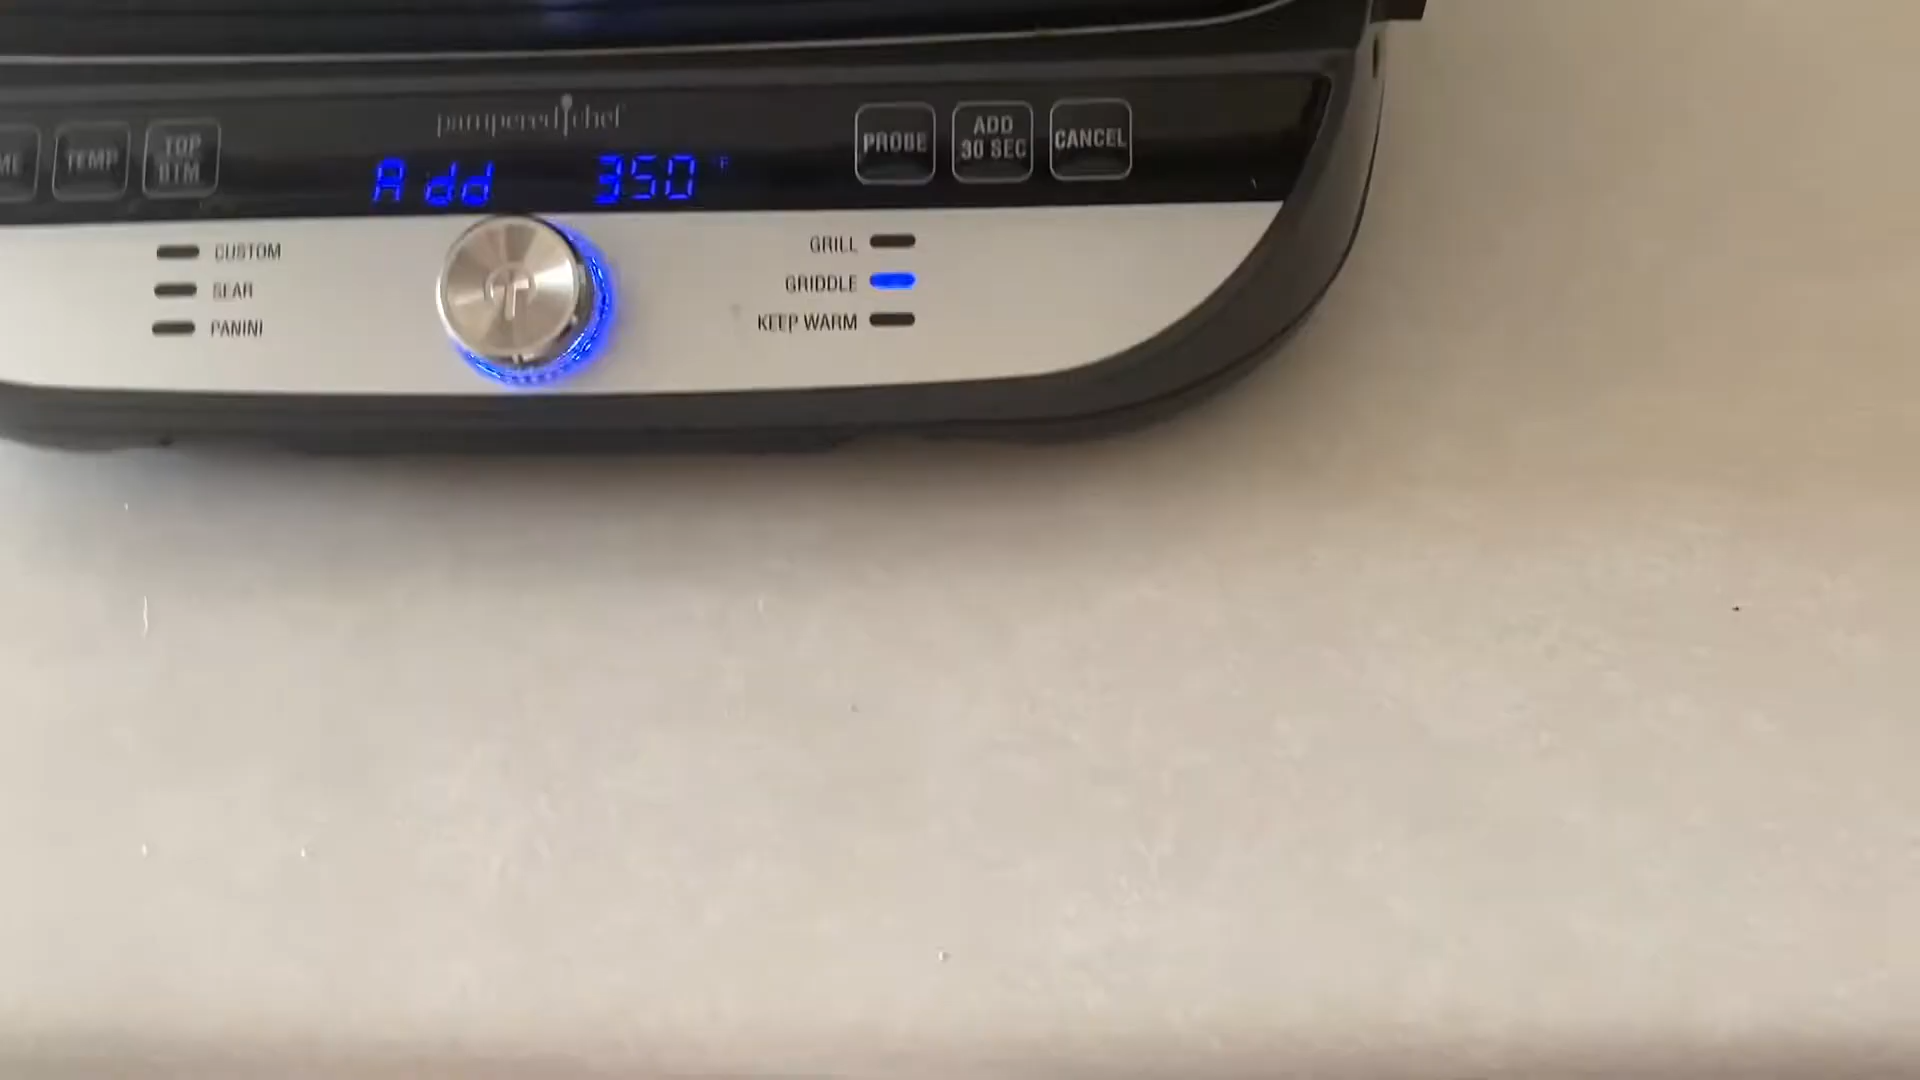 pampered chef
TEMP
TOP
BTM
Add 350 °F
PROBE
ADD
30 SEC
CANCEL
CUSTOM
SEAR
PANINI
GRILL
GRIDDLE
KEEP WARM